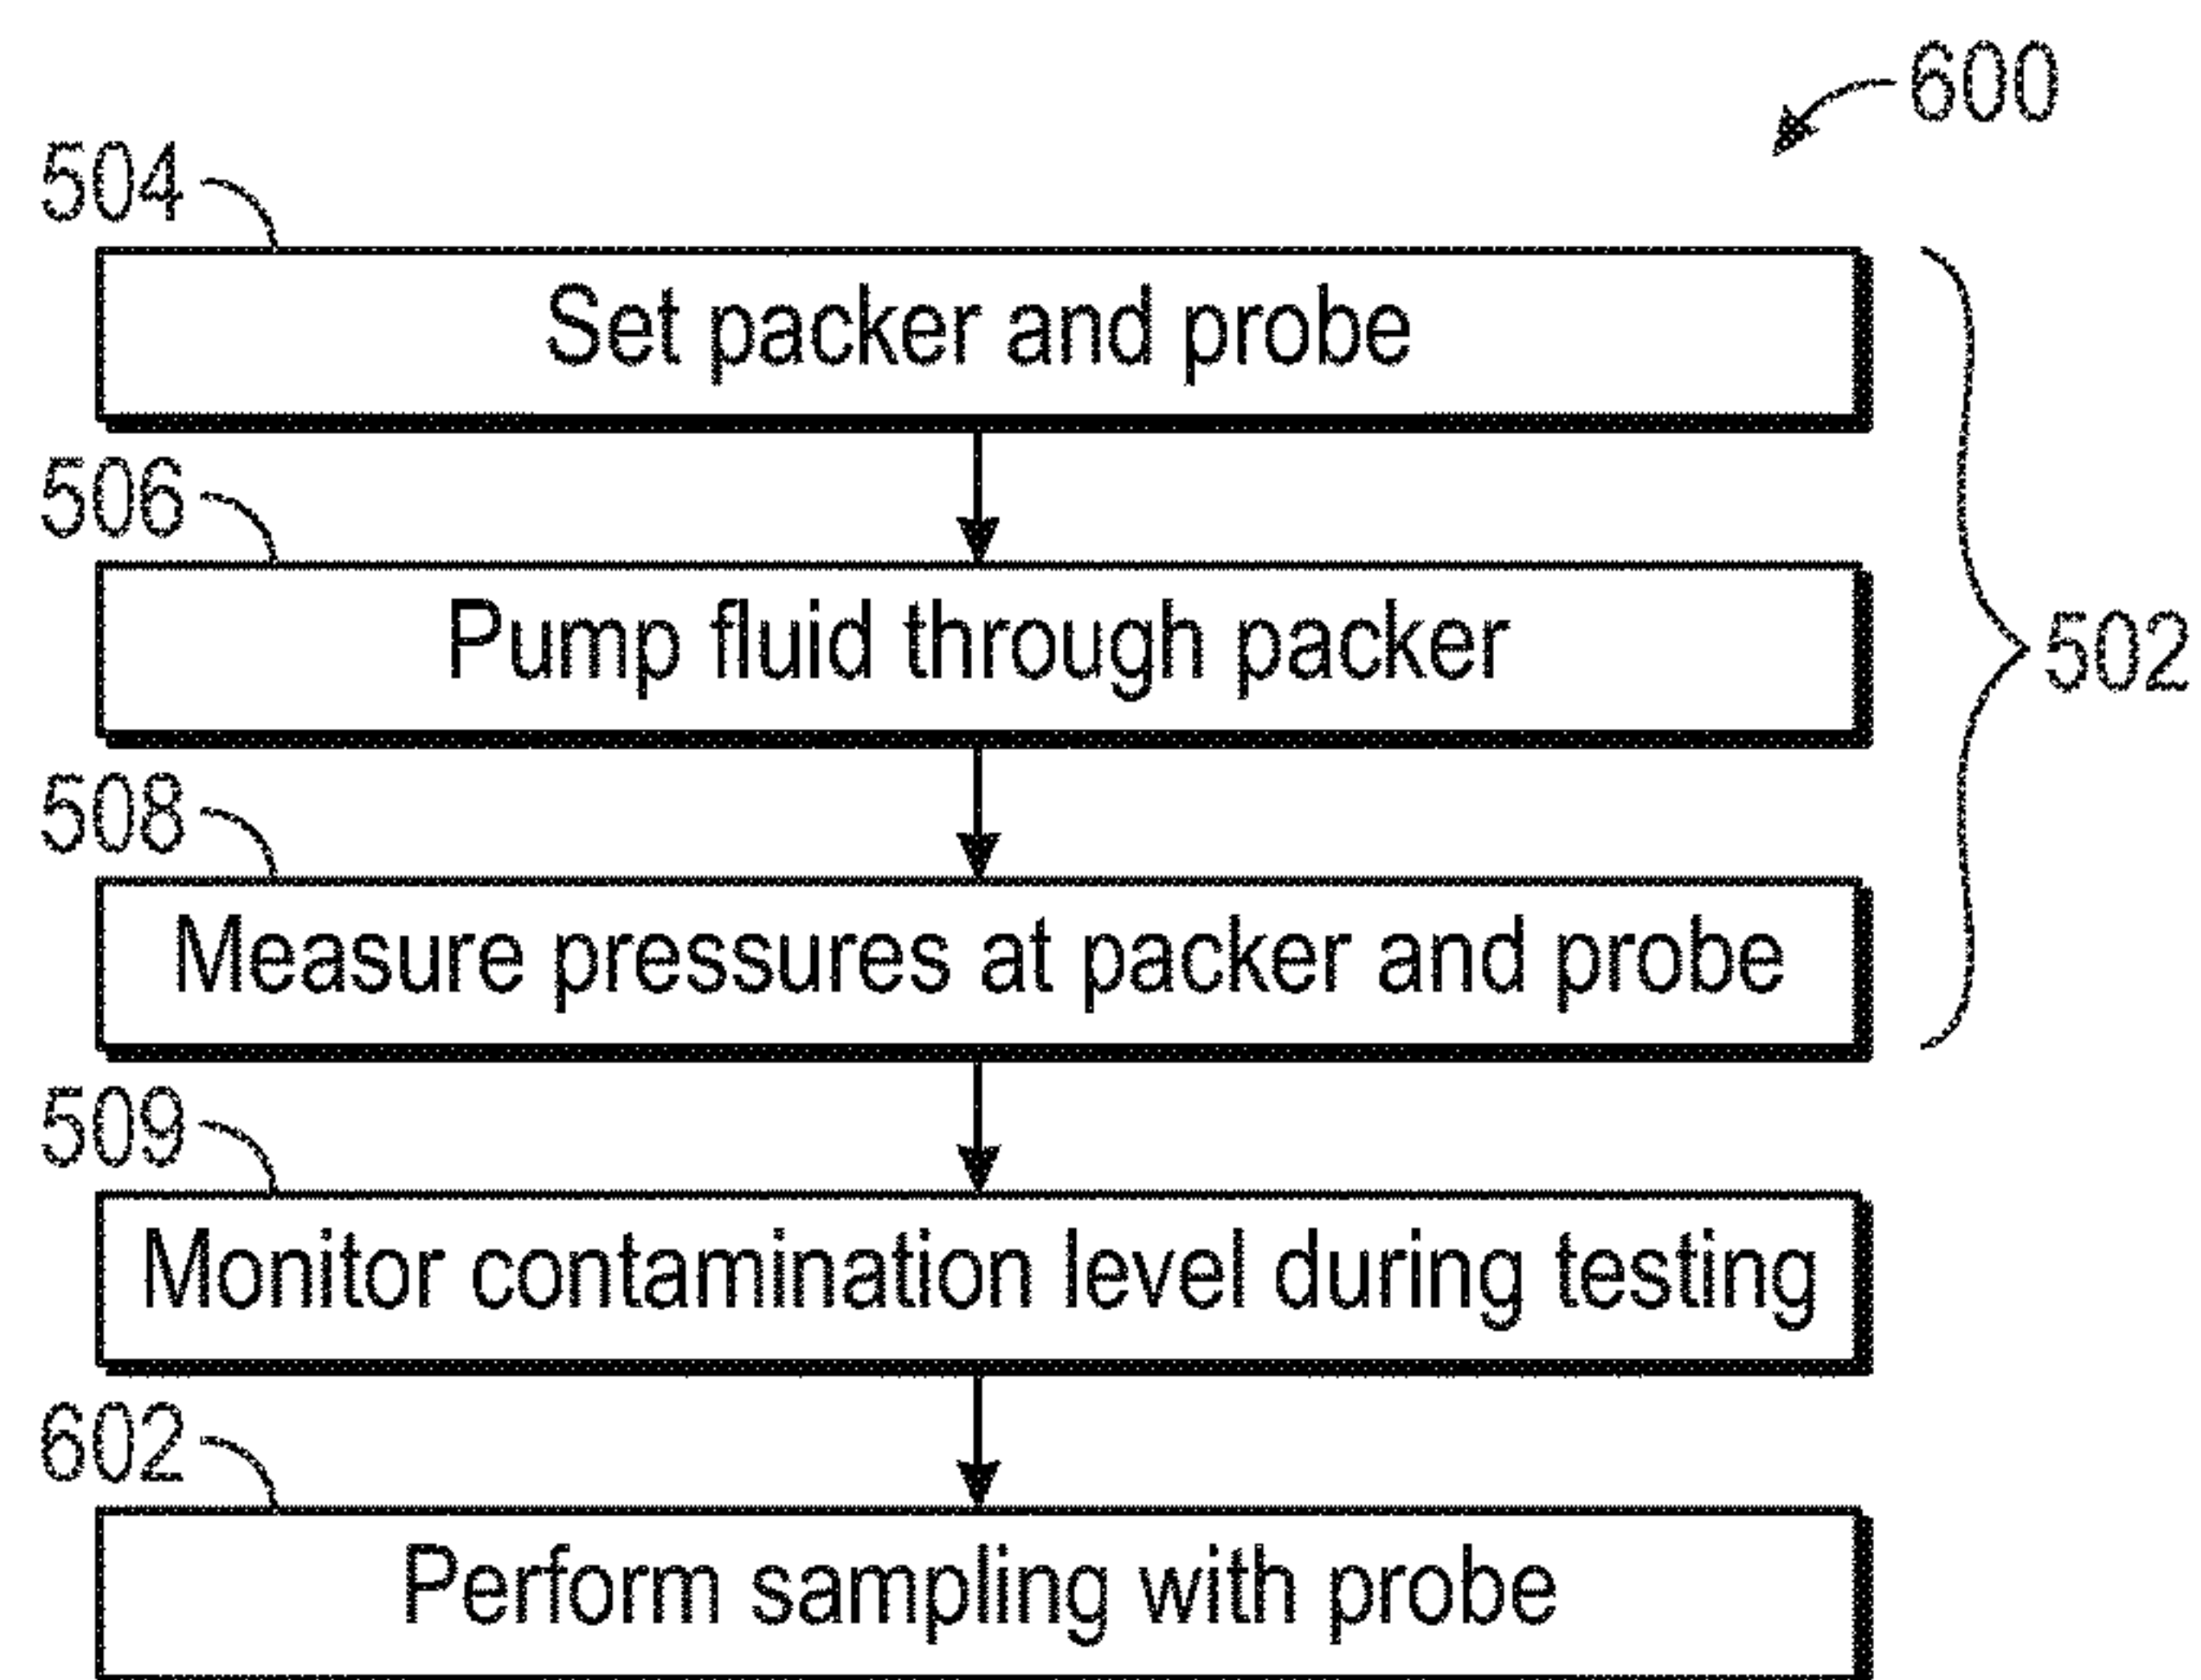 600
504
Set packer and probe
506
Pump fluid through packer
502
508
Measure pressures at packer and probe
509
Monitor contamination level during testing
602
Perform sampling with probe